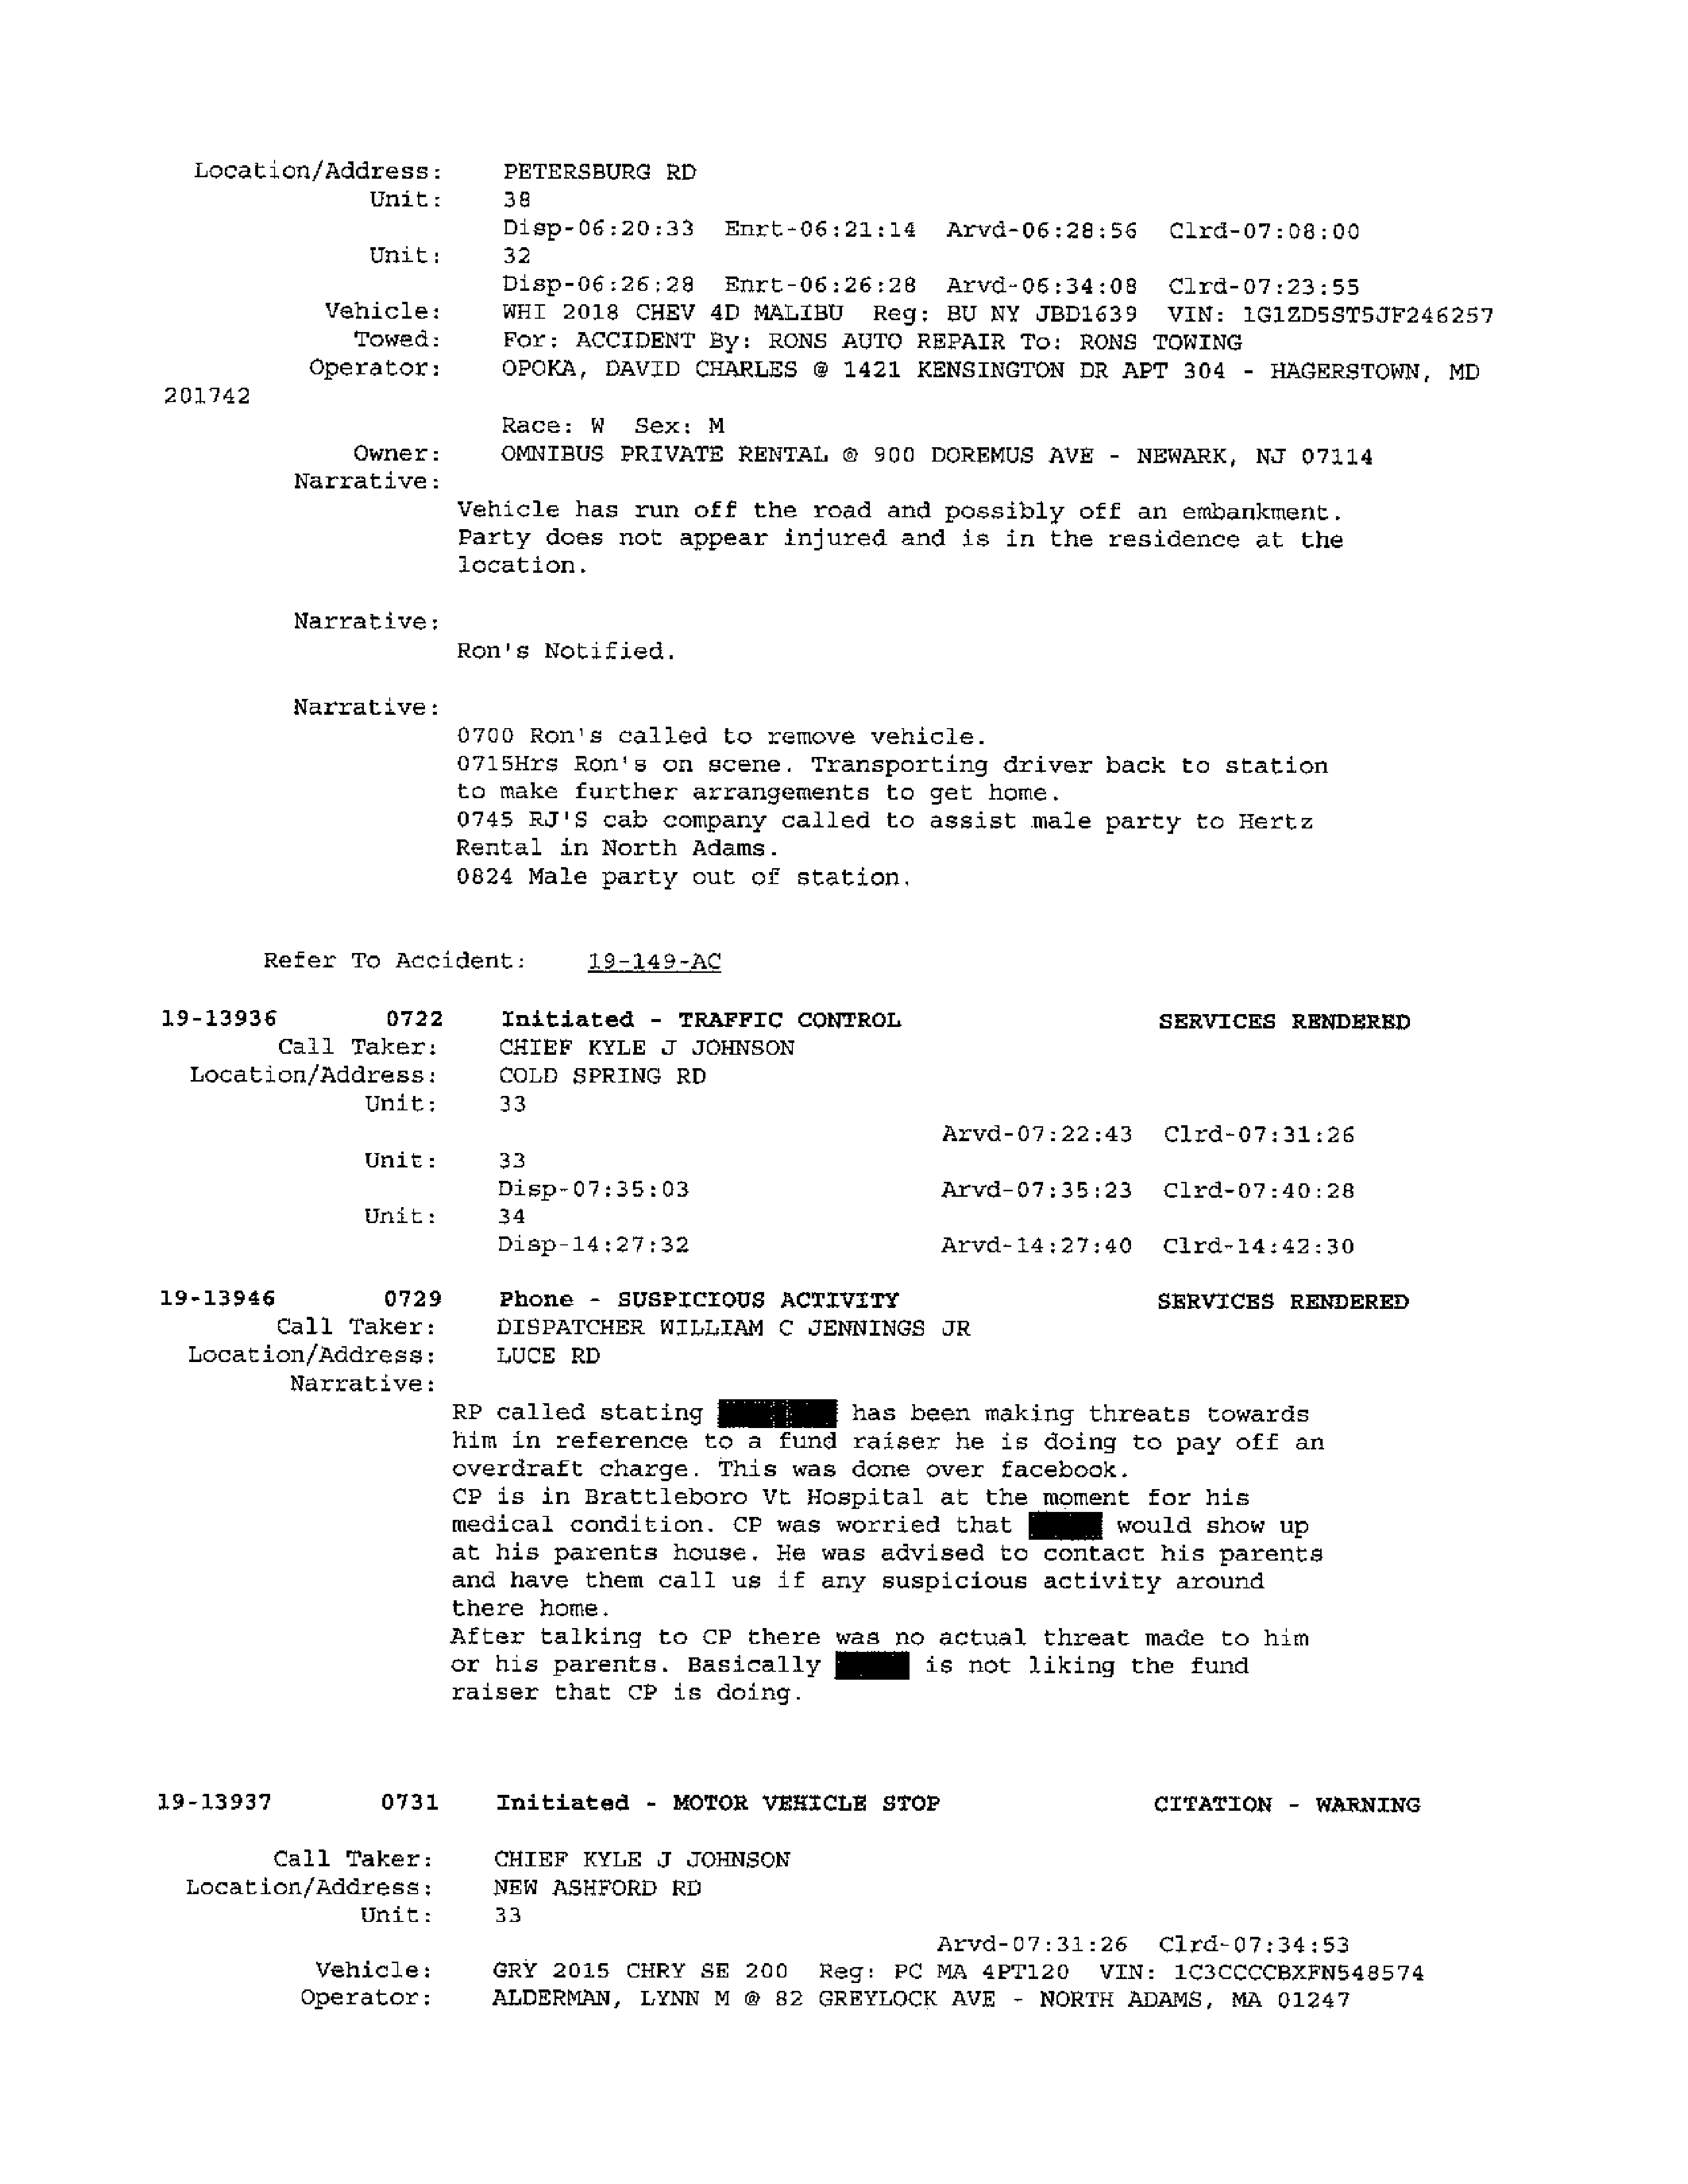 Location/Address: PETERSBURG RD
Unit: 38
Disp-06:20:33 Enrt-06:21:14 Arvd-06:28:56 Clrd-07:08:00
Unit: 32
Disp-06:26:28 Enrt-06:26:28 Arvd-06:34:08 Clrd-07:23:55
Vehicle: WHI 2018 CHEV 4D MALIBU Reg: BU NY JBD1639 VIN: 1G1ZD5ST5JF246257
Towed: For: ACCIDENT By: RONS AUTO REPAIR To: RONS TOWING
Operator: OPOKA, DAVID CHARLES @ 1421 KENSINGTON DR APT 304 - HAGERSTOWN, MD
201742
Race: W Sex: M
Owner: OMNIBUS PRIVATE RENTAL @ 900 DOREMUS AVE - NEWARK, NJ 07114
Narrative:
Vehicle has run off the road and possibly off an embankment.
Party does not appear injured and is in the residence at the
location.
Narrative:
Ron's Notified.
Narrative:
0700 Ron's called to remove vehicle.
0715Hrs Ron's on scene. Transporting driver back to station
to make further arrangements to get home.
0745 RJ'S cab company called to assist male party to Hertz
Rental in North Adams.
0824 Male party out of station.
Refer To Accident: 19-149-AC
19-13936 0722 Initiated - TRAFFIC CONTROL SERVICES RENDERED
Call Taker: CHIEF KYLE J JOHNSON
Location/Address: COLD SPRING RD
Unit: 33
Arvd-07:22:43 Clrd-07:31:26
Unit: 33
Disp-07:35:03 Arvd-07:35:23 Clrd-07:40:28
Unit: 34
Disp-14:27:32 Arvd-14:27:40 Clrd-14:42:30
19-13946 0729 Phone - SUSPICIOUS ACTIVITY SERVICES RENDERED
Call Taker: DISPATCHER WILLIAM C JENNINGS JR
Location/Address: LUCE RD
Narrative:
RP called stating has been making threats towards
him in reference to a fund raiser he is doing to pay off an
overdraft charge. This was done over facebook.
CP is in Brattleboro Vt Hospital at the moment for his
medical condition. CP was worried that would show up
at his parents house. He was advised to contact his parents
and have them call us if any suspicious activity around
there home.
After talking to CP there was no actual threat made to him
or his parents. Basically is not liking the fund
raiser that CP is doing.
19-13937 0731 Initiated - MOTOR VEHICLE STOP CITATION - WARNING
Call Taker: CHIEF KYLE J JOHNSON
Location/Address: NEW ASHFORD RD
Unit: 33
Arvd-07:31:26 Clrd-07:34:53
Vehicle: GRY 2015 CHRY SE 200 Reg: PC MA 4PT120 VIN: 1C3CCCCBXFN548574
Operator: ALDERMAN, LYNN M @ 82 GREYLOCK AVE - NORTH ADAMS, MA 01247